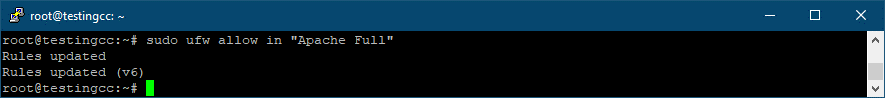 root@testingcc: ~
root@testingcc:~# sudo ufw allow in "Apache Full"
Rules updated
Rules updated (v6)
root@testingcc:~#